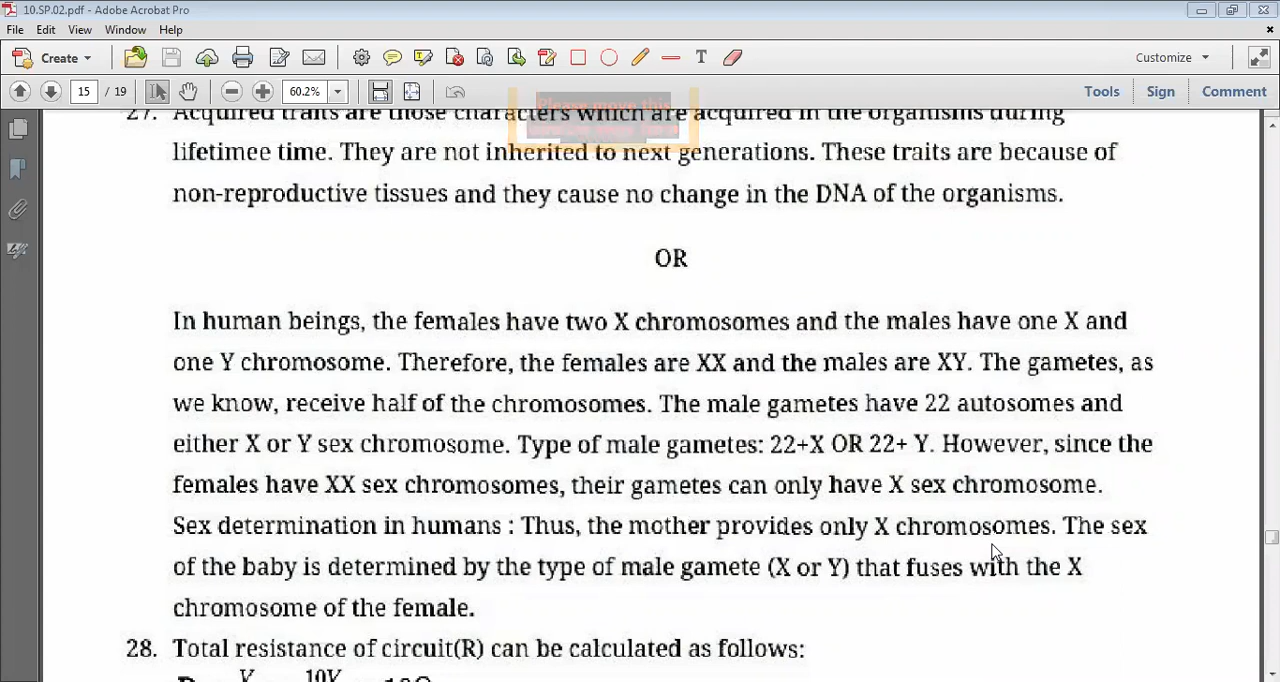 10.SP.02.pdf - Adobe Acrobat Pro
File Edit View Window Help
Create Customize
15 / 19 60.2% Tools Sign Comment
Please move this
27. Acquired traits are those characters which are acquired in the organisms during
lifetimee time. They are not inherited to next generations. These traits are because of
non-reproductive tissues and they cause no change in the DNA of the organisms.
OR
In human beings, the females have two X chromosomes and the males have one X and
one Y chromosome. Therefore, the females are XX and the males are XY. The gametes, as
we know, receive half of the chromosomes. The male gametes have 22 autosomes and
either X or Y sex chromosome. Type of male gametes: 22+X OR 22+ Y. However, since the
females have XX sex chromosomes, their gametes can only have X sex chromosome.
Sex determination in humans : Thus, the mother provides only X chromosomes. The sex
of the baby is determined by the type of male gamete (X or Y) that fuses with the X
chromosome of the female.
28. Total resistance of circuit(R) can be calculated as follows:
V 10V